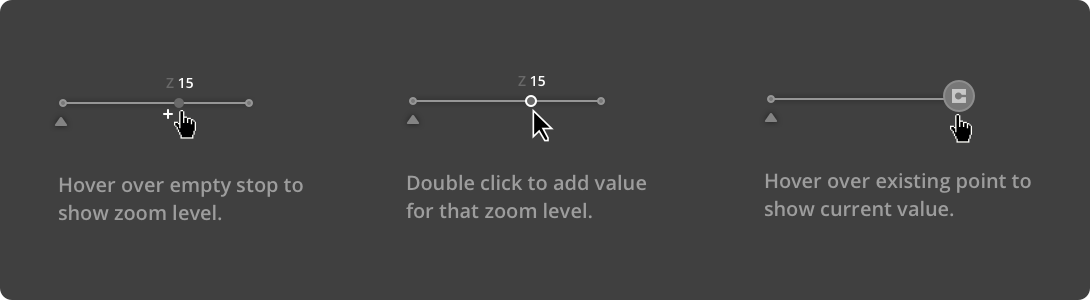 Z 15
Hover over empty stop to
show zoom level.
Z 15
Double click to add value
for that zoom level.
Hover over existing point to
show current value.